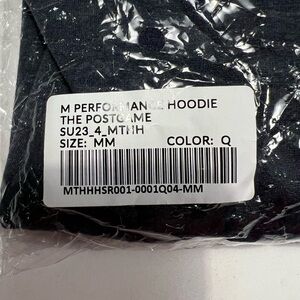 M PERFORMANCE HOODIE
THE POSTGAME
SU23_4_MTHH
SIZE: MM COLOR: Q
MTHHHSR001-0001Q04-MM